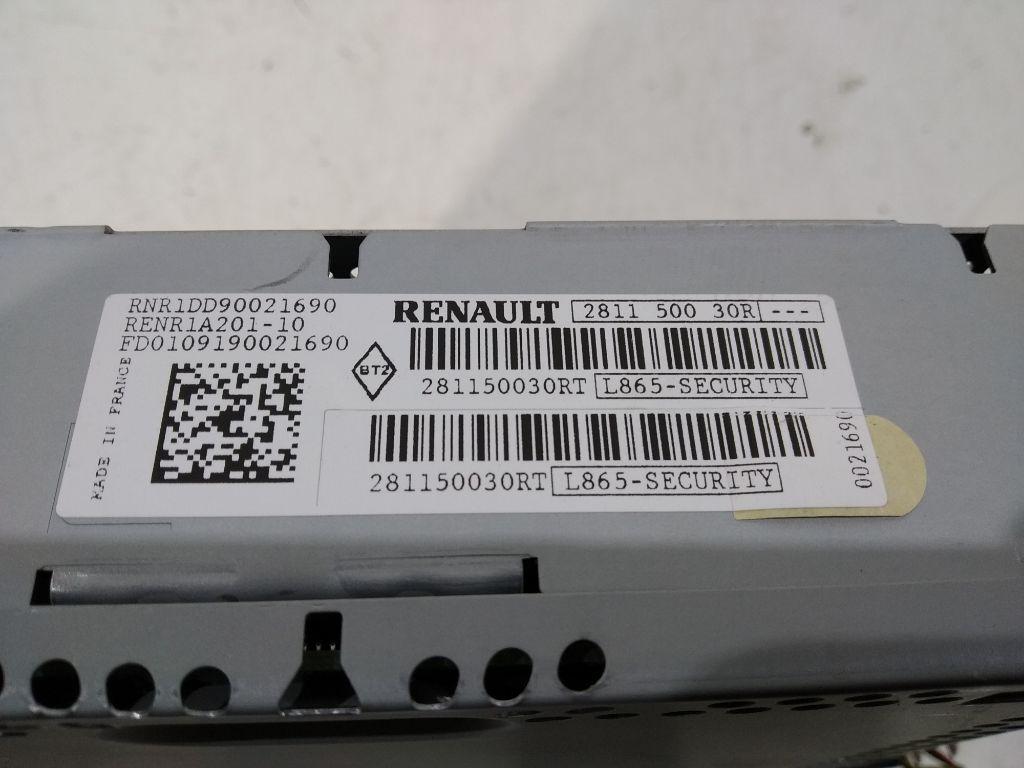 RNR1DD90021690
RENR1A201-10
FD0109190021690
MADE IN FRANCE
RENAULT 2811 500 30R ---
BT2
281150030RT L865-SECURITY
281150030RT L865-SECURITY
0021690